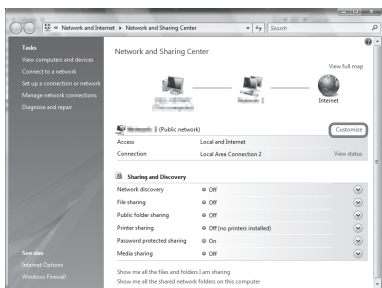 « Network and Internet ▸ Network and Sharing Center
Search
Tasks
View computers and devices
Connect to a network
Set up a connection or network
Manage network connections
Diagnose and repair
Network and Sharing Center
View full map
Internet
(Public network)
Customize
Access Local and Internet
Connection Local Area Connection 2 View status
Sharing and Discovery
Network discovery Off
File sharing Off
Public folder sharing Off
Printer sharing Off (no printers installed)
Password protected sharing On
Media sharing Off
Show me all the files and folders I am sharing
Show me all the shared network folders on this computer
See also
Internet Options
Windows Firewall